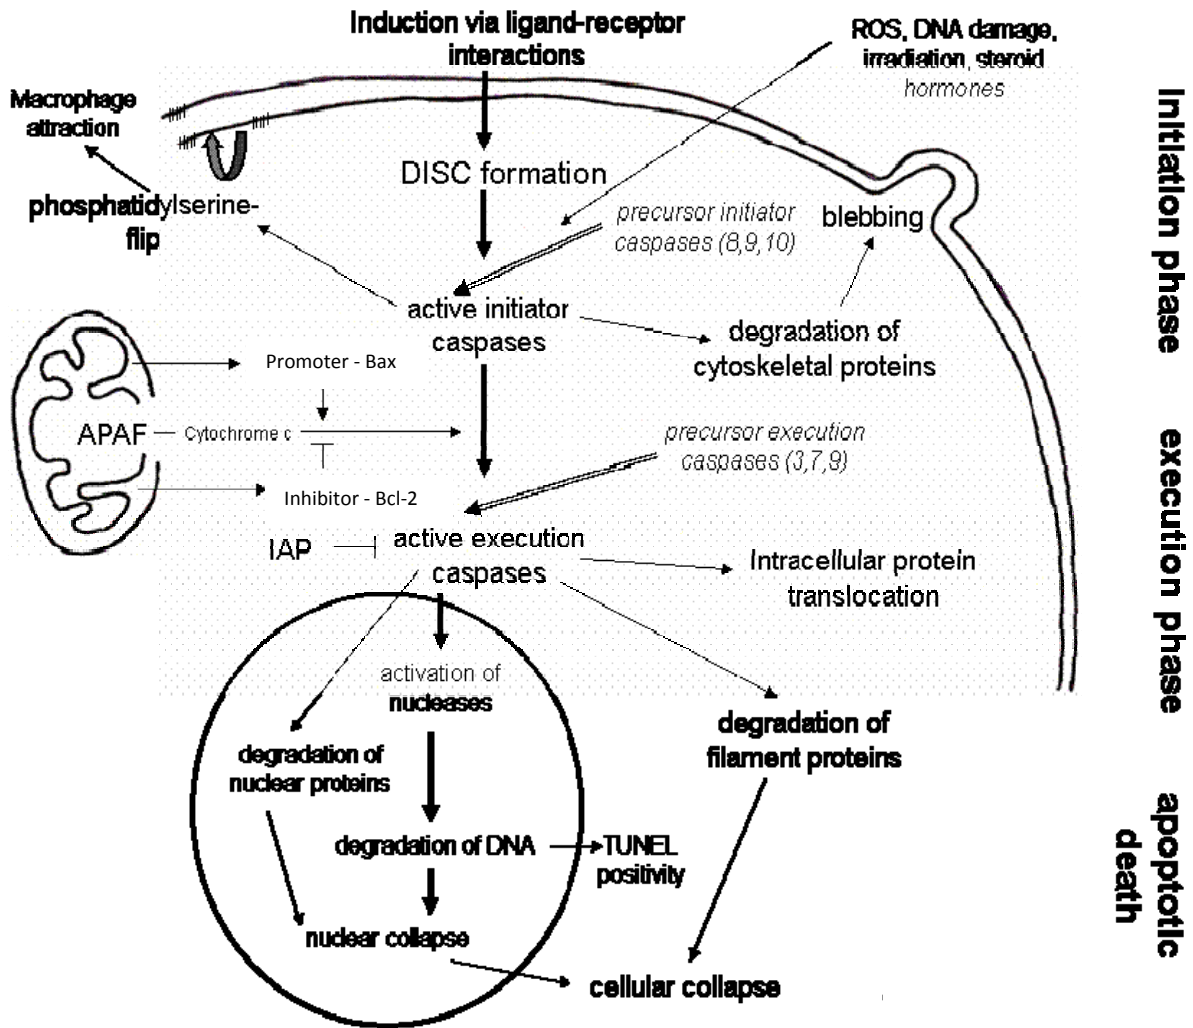 Induction via ligand-receptor
interactions
ROS, DNA damage,
irradiation, steroid
hormones
Macrophage
attraction
DISC formation
phosphatidylserine-
flip
precursor initiator
caspases (8,9,10)
blebbing
active initiator
caspases
degradation of
cytoskeletal proteins
Promoter - Bax
APAF
Cytochrome c
precursor execution
caspases (3,7,9)
Inhibitor - Bcl-2
IAP
active execution
caspases
Intracellular protein
translocation
activation of
nucleases
degradation of
filament proteins
degradation of
nuclear proteins
degradation of DNA
TUNEL
positivity
nuclear collapse
cellular collapse
Initiation phase
execution phase
apoptotic
death